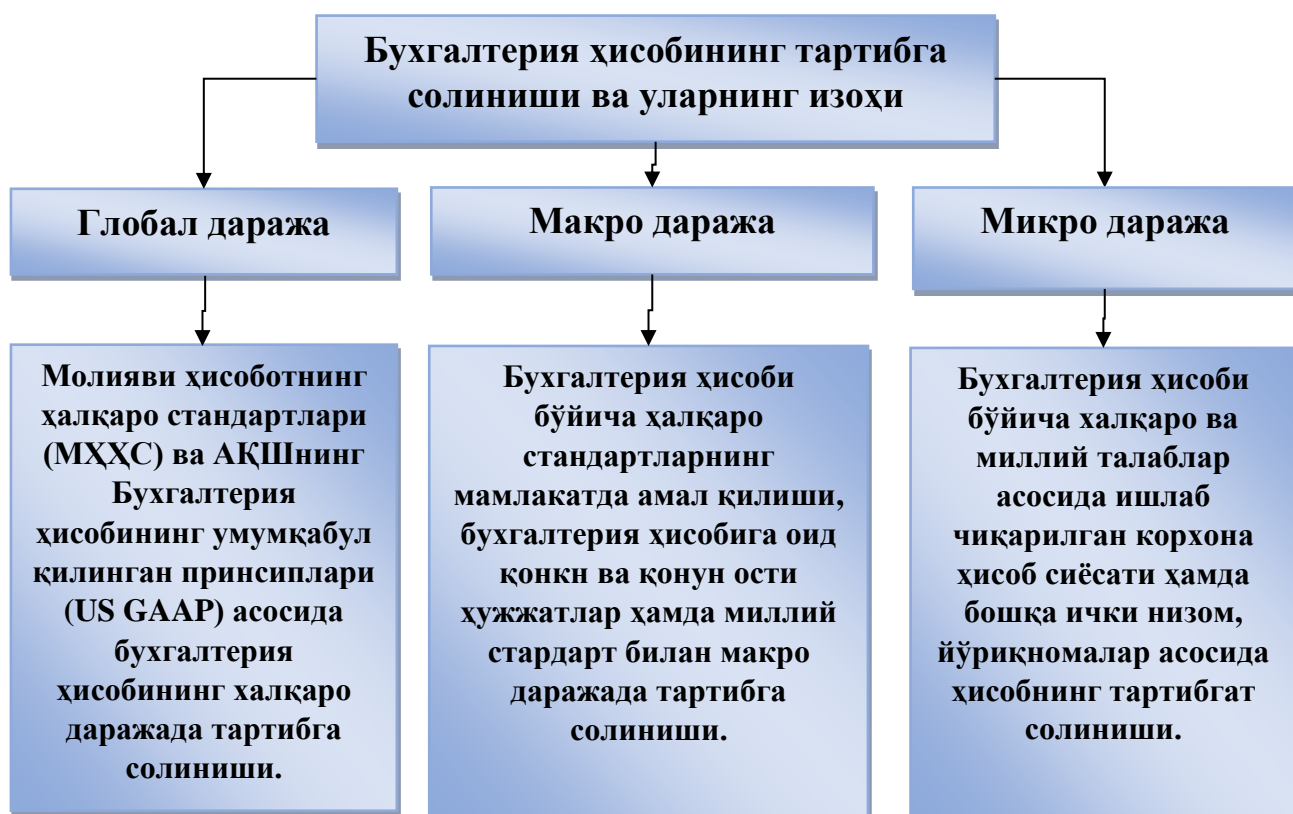 Бухгалтерия ҳисобининг тартибга
солиниши ва уларнинг изоҳи
Глобал даража
Макро даража
Микро даража
Молияви ҳисоботнинг
ҳалқаро стандартлари
(МҲҲС) ва АҚШнинг
Бухгалтерия
ҳисобининг умумқабул
қилинган принсиплари
(US GAAP) асосида
бухгалтерия
ҳисобининг халқаро
даражада тартибга
солиниши.
Бухгалтерия ҳисоби
бўйича ҳалқаро
стандартларнинг
мамлакатда амал қилиши,
бухгалтерия ҳисобига оид
қонкн ва қонун ости
ҳужжатлар ҳамда миллий
стардарт билан макро
даражада тартибга
солиниши.
Бухгалтерия ҳисоби
бўйича халқаро ва
миллий талаблар
асосида ишлаб
чиқарилган корхона
ҳисоб сиёсати ҳамда
бошқа ички низом,
йўриқномалар асосида
ҳисобнинг тартибгат
солиниши.